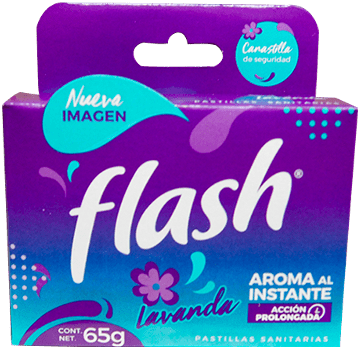 Canastilla
de seguridad
Nueva
IMAGEN
PASTILLAS SANITARIAS
flash®
Lavanda
AROMA AL
INSTANTE
ACCIÓN
PROLONGADA
CONT.
NET. 65g
PASTILLAS SANITARIAS